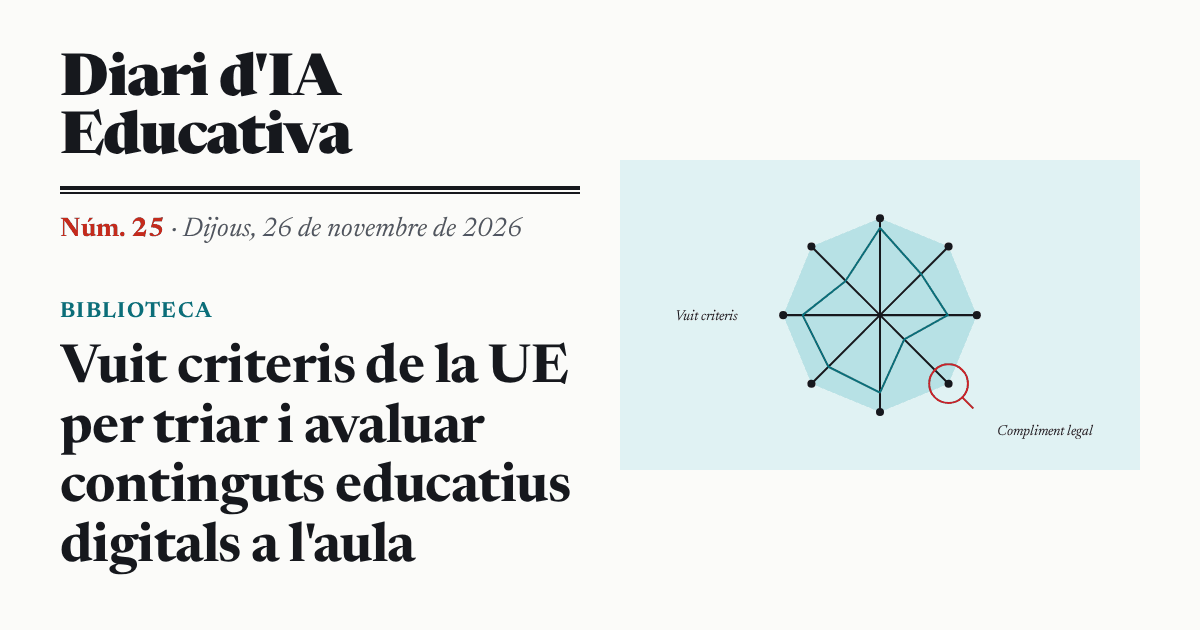 Diari d'IA
Educativa
Núm. 25 · Dijous, 26 de novembre de 2026
BIBLIOTECA
Vuit criteris de la UE
per triar i avaluar
continguts educatius
digitals a l'aula
Vuit criteris
Compliment legal